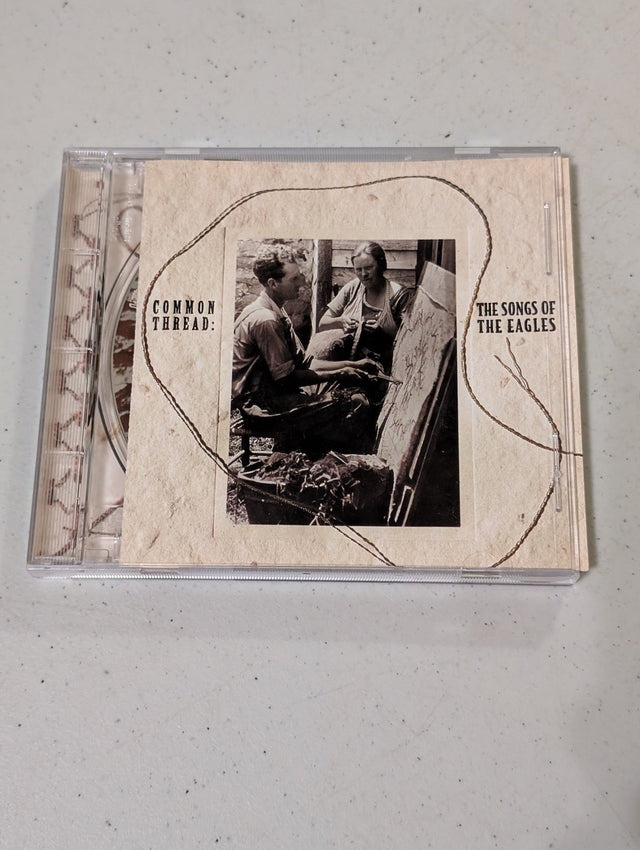 COMMON
THREAD:
THE SONGS OF
THE EAGLES